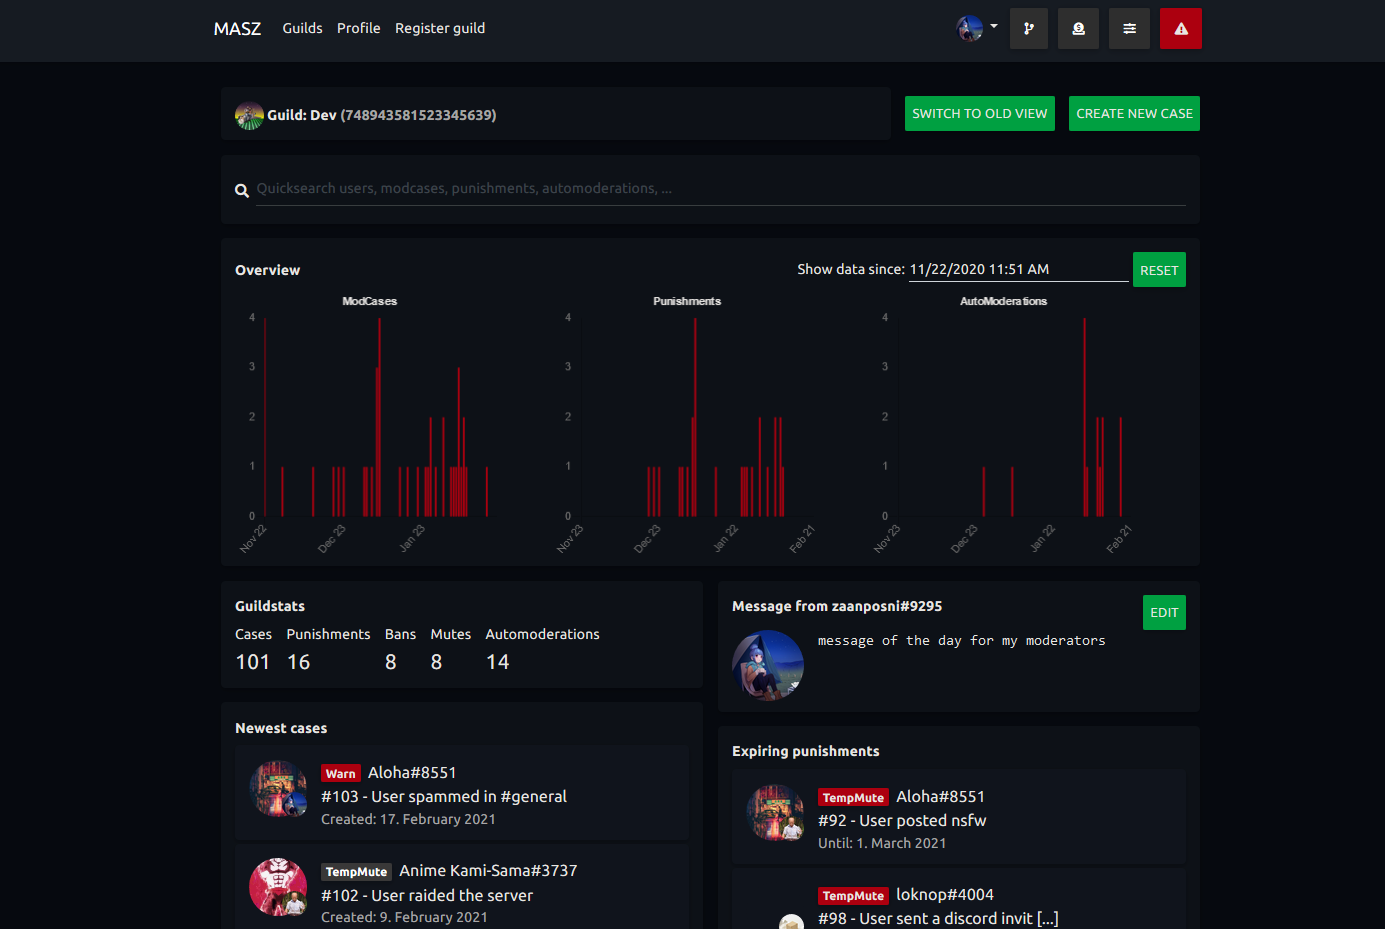 MASZ Guilds Profile Register guild
Guild: Dev (748943581523345639)
SWITCH TO OLD VIEW
CREATE NEW CASE
Quicksearch users, modcases, punishments, automoderations, ...
Overview
Show data since: 11/22/2020 11:51 AM
RESET
ModCases
4
3
2
1
0
Nov 22
Dec 23
Jan 23
Punishments
4
3
2
1
0
Nov 23
Dec 23
Jan 22
Feb 21
AutoModerations
4
3
2
1
0
Nov 23
Dec 23
Jan 22
Feb 21
Guildstats
Cases Punishments Bans Mutes Automoderations
101 16 8 8 14
Message from zaanposni#9295
EDIT
message of the day for my moderators
Newest cases
Warn Aloha#8551
#103 - User spammed in #general
Created: 17. February 2021
TempMute Anime Kami-Sama#3737
#102 - User raided the server
Created: 9. February 2021
Expiring punishments
TempMute Aloha#8551
#92 - User posted nsfw
Until: 1. March 2021
TempMute loknop#4004
#98 - User sent a discord invit [...]